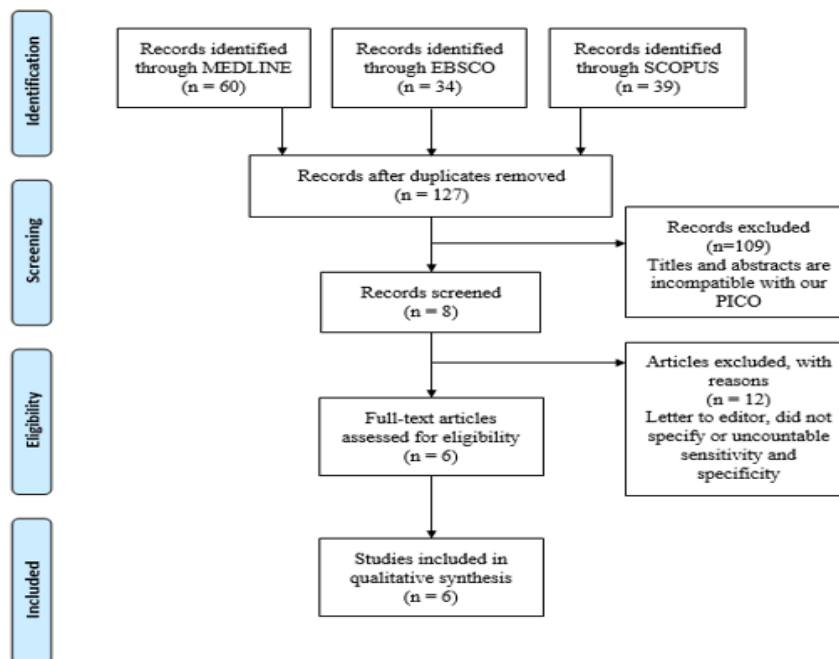 Identification
Records identified
through MEDLINE
(n = 60)
Records identified
through EBSCO
(n = 34)
Records identified
through SCOPUS
(n = 39)
Records after duplicates removed
(n = 127)
Screening
Records excluded
(n=109)
Titles and abstracts are
incompatible with our
PICO
Records screened
(n = 8)
Eligibility
Articles excluded, with
reasons
(n = 12)
Letter to editor, did not
specify or uncountable
sensitivity and
specificity
Full-text articles
assessed for eligibility
(n = 6)
Included
Studies included in
qualitative synthesis
(n = 6)